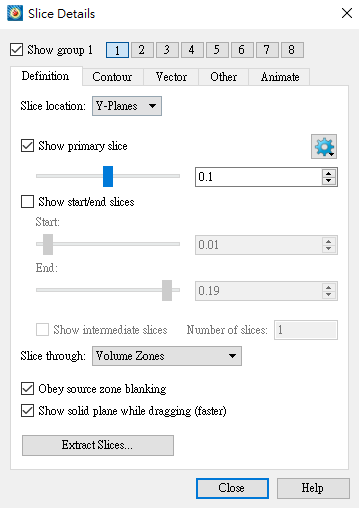 Slice Details
Show group 1 1 2 3 4 5 6 7 8
Definition Contour Vector Other Animate
Slice location: Y-Planes
Show primary slice
0.1
Show start/end slices
Start:
0.01
End:
0.19
Show intermediate slices Number of slices: 1
Slice through: Volume Zones
Obey source zone blanking
Show solid plane while dragging (faster)
Extract Slices...
Close Help